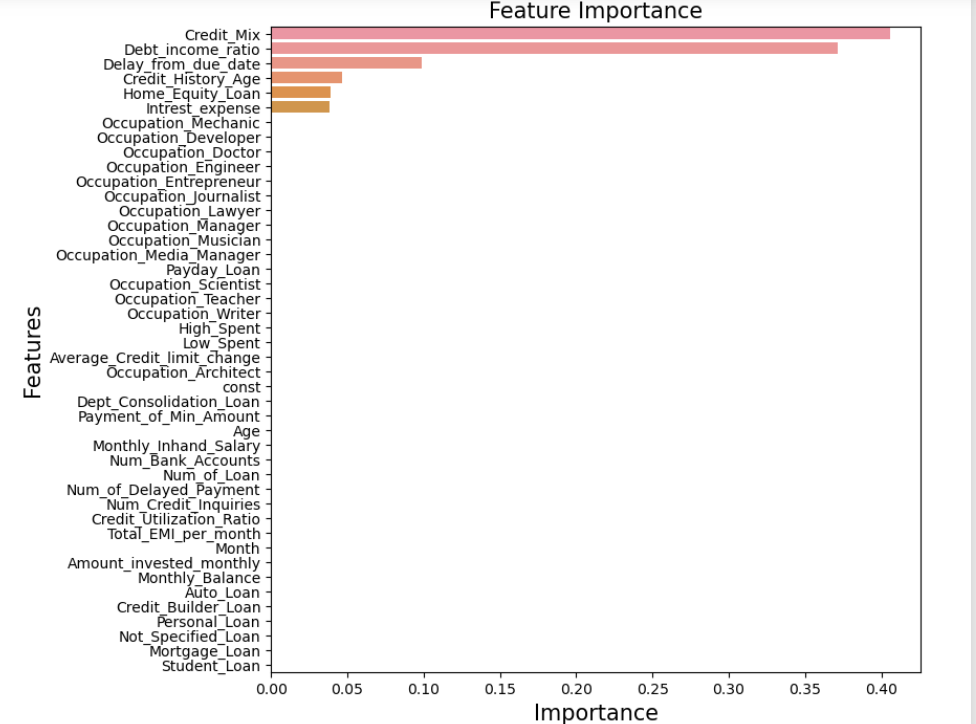 Feature Importance
Credit_Mix
Debt_income_ratio
Delay_from_due_date
Credit_History_Age
Home_Equity_Loan
Intrest_expense
Occupation_Mechanic
Occupation_Developer
Occupation_Doctor
Occupation_Engineer
Occupation_Entrepreneur
Occupation_Journalist
Occupation_Lawyer
Occupation_Manager
Occupation_Musician
Occupation_Media_Manager
Payday_Loan
Occupation_Scientist
Occupation_Teacher
Occupation_Writer
High_Spent
Low_Spent
Average_Credit_limit_change
Occupation_Architect
const
Dept_Consolidation_Loan
Payment_of_Min_Amount
Age
Monthly_Inhand_Salary
Num_Bank_Accounts
Num_of_Loan
Num_of_Delayed_Payment
Num_Credit_Inquiries
Credit_Utilization_Ratio
Total_EMI_per_month
Month
Amount_invested_monthly
Monthly_Balance
Auto_Loan
Credit_Builder_Loan
Personal_Loan
Not_Specified_Loan
Mortgage_Loan
Student_Loan
Features
0.00 0.05 0.10 0.15 0.20 0.25 0.30 0.35 0.40
Importance